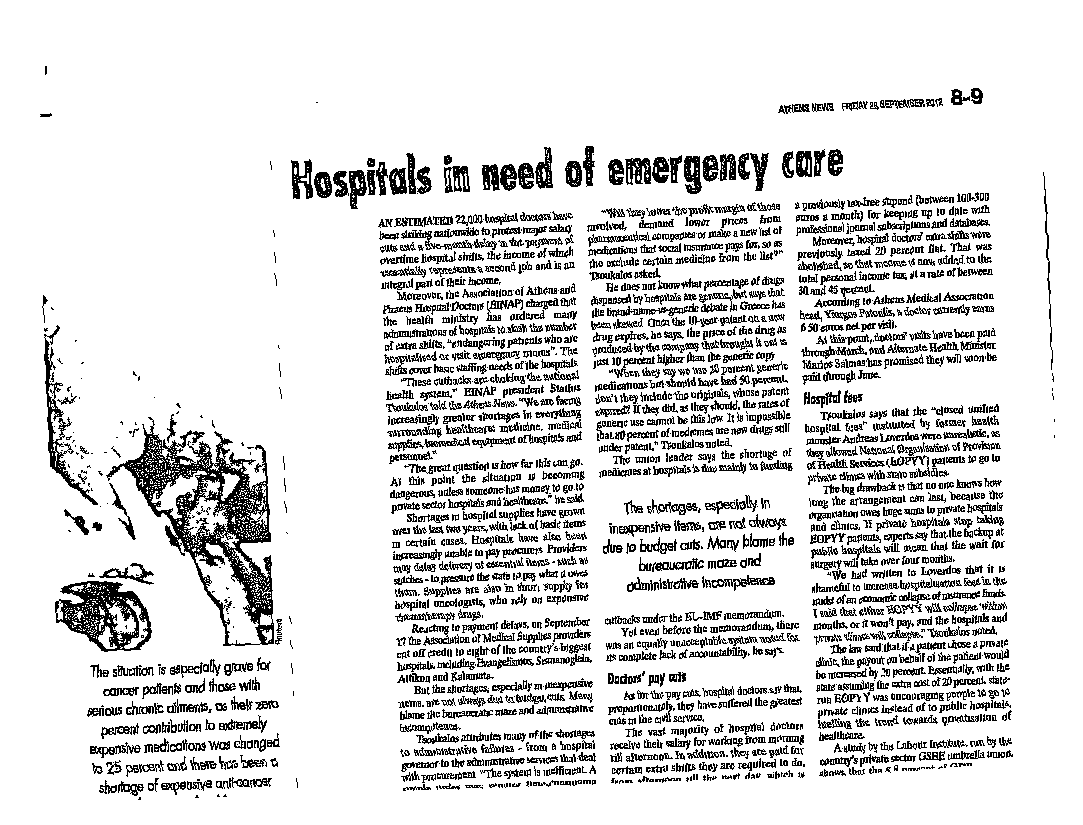 ATHENS NEWS FRIDAY 28 SEPTEMBER 2012 8-9
Hospitals in need of emergency care
AN ESTIMATED 22,000 hospital doctors have
been striking nationwide to protest major salary
cuts and a five-month delay in the payment of
overtime hospital shifts, the income of which
essentially represents a second job and is an
integral part of their income.
Moreover, the Association of Athens and
Piraeus Hospital Doctors (EINAP) charged that
the health ministry has ordered many
administrations of hospitals to slash the number
of extra shifts, "endangering patients who are
hospitalised or visit emergency rooms". The
shifts cover basic staffing needs of the hospitals
"These cutbacks are choking the national
health system," EINAP president Stathis
Tsoukalos told the Athens News. "We are facing
increasingly greater shortages in everything
surrounding healthcare: medicine, medical
supplies, biomedical equipment of hospitals and
personnel."
"The great question is how far this can go.
At this point the situation is becoming
dangerous, unless someone has money to go to
private sector hospitals and healthcare," he said.
Shortages in hospital supplies have grown
over the last two years, with lack of basic items
in certain cases. Hospitals have also been
increasingly unable to pay procurers. Providers
may delay delivery of essential items - such as
stitches - to pressure the state to pay what it owes
them. Supplies are also in short supply for
hospital oncologists, who rely on expensive
chemotherapy drugs.
Reacting to payment delays, on September
17 the Association of Medical Supplies providers
cut off credit to eight of the country's biggest
hospitals, including Evangelismos, Sismanoglein,
Attikon and Kalamata.
But the shortages, especially in inexpensive
items, are not always due to budget cuts. Many
blame the bureaucratic maze and administrative
incompetence.
Tsoukalos attributes many of the shortages
to administrative failures - from a hospital
governor to the administrative services that deal
with procurement "The system is inefficient. A
"Will they lower the profit margin of those
involved, demand lower prices from
pharmaceutical companies or make a new list of
medications that social insurance pays for, so as
the exclude certain medicine from the list?"
Tsoukalos asked.
He does not know what percentage of drugs
dispensed by hospitals are generic, but says that
the brand-name-vs-generic debate in Greece has
been skewed. Once the 10-year patent on a new
drug expires, he says, the price of the drug as
produced by the company that brought it out is
just 10 percent higher than the generic copy
"When they say we use 20 percent generic
medications but should have had 50 percent,
don't they include the originals, whose patent
expired? If they did, as they should, the rates of
generic use cannot be this low. It is impossible
that 80 percent of medicines are new drugs still
under patent," Tsoukalos noted.
The union leader says the shortage of
medicines at hospitals is due mainly to funding
The shortages, especially in
inexpensive items, are not always
due to budget cuts. Many blame the
bureaucratic maze and
administrative incompetence
cutbacks under the EU-IMF memorandum.
Yet even before the memorandum, there
was an equally unacceptable system noted for
its complete lack of accountability, he says.
Doctors' pay cuts
As for the pay cuts, hospital doctors say that,
proportionately, they have suffered the greatest
cuts in the civil service.
The vast majority of hospital doctors
receive their salary for working from morning
till afternoon. In addition, they are paid for
certain extra shifts they are required to do,
from afternoon till the next day, which is
a previously tax-free stipend (between 100-300
euros a month) for keeping up to date with
professional journal subscriptions and databases.
Moreover, hospital doctors' extra shifts were
previously taxed 20 percent flat. That was
abolished, so that income is now added to the
total personal income tax, at a rate of between
30 and 45 percent.
According to Athens Medical Association
head, Yiorgos Patoulis, a doctor currently earns
6.50 euros net per visit.
At this point, doctors' visits have been paid
through March, and Alternate Health Minister
Marios Salmas has promised they will soon be
paid through June.
Hospital fees
Tsoukalos says that the "closed unified
hospital fees" instituted by former health
minister Andreas Loverdos were unrealistic, as
they allowed National Organisation of Provision
of Health Services (EOPYY) patients to go to
private clinics with state subsidies.
The big drawback is that no one knows how
long the arrangement can last, because the
organisation owes huge sums to private hospitals
and clinics. If private hospitals stop taking
EOPYY patients, experts say that the backup at
public hospitals will mean that the wait for
surgery will take over four months.
"We had written to Loverdos that it is
shameful to increase hospitalisation fees in the
midst of an economic collapse of insurance funds.
I said that either EOPYY will collapse within
months, or it won't pay, and the hospitals and
private clinics will collapse," Tsoukalos noted.
The law said that if a patient chose a private
clinic, the payout on behalf of the patient would
be increased by 20 percent. Essentially, with the
state assuming the extra cost of 20 percent, state-
run EOPYY was encouraging people to go to
private clinics instead of to public hospitals,
fuelling the trend towards privatisation of
healthcare.
A study by the Labour Institute, run by the
country's private sector GSEE umbrella union,
shows, that the
The situation is especially grave for
cancer patients and those with
serious chronic ailments, as their zero
percent contribution to extremely
expensive medications was changed
to 25 percent and there has been a
shortage of expensive anti-cancer